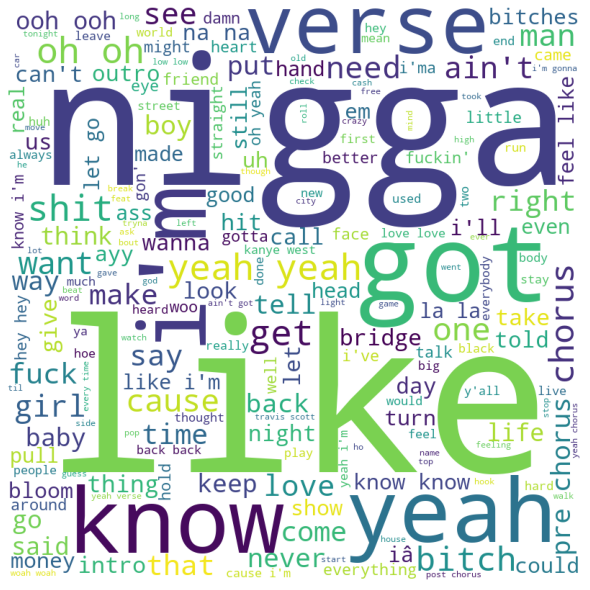 ooh ooh
see
damn
na na
verse
bitches
long
tonight
leave
world
might
heart
hey
mean
end
man
oh oh
low low
old
i'm gonna
car
can't
outro
put
hand
need
i'ma
ain't
came
real
eye
friend
check
cash
free
em
feel like
huh
street
oh yeah
nigga
move
us
let go
boy
straight
still
roll
crazy
took
mind
little
always
he
made
uh
first
high
run
gon'
better
fuckin'
know i'm
break
feat
though
good
new
used
two
right
shit
ass
hit
city
even
tryna
ask
bout
left
wanna
gotta
call
face
love love
i'll
ever
think
i'm
kanye west
body
want
ayy
yeah yeah
got
stay
lot
gave
god
done
went
everybody
way
much
make
look
head
ain't got
light
game
la la
chorus
beat
word
heard
woo
tell
one
take
hey hey
give
ya
hoe
watch
get
bridge
told
til
really
i've
talk
black
big
say
well
let
y'all
live
fuck
like i'm
like
day
would
stop
yeah chorus
every time
girl
cause
back
turn
feel
life
side
thought
travis scott
feeling
baby
time
night
yeah i'm
ho
pop
back back
play
name
top
pull
hold
guess
people
thing
keep
love
know know
hook
hard
pre chorus
bloom
yeah verse
show
walk
around
know
come
yeah
go
house
said
never
iâ
bitch
could
money
intro
that
start
everything
woah woah
cause i'm
post chorus